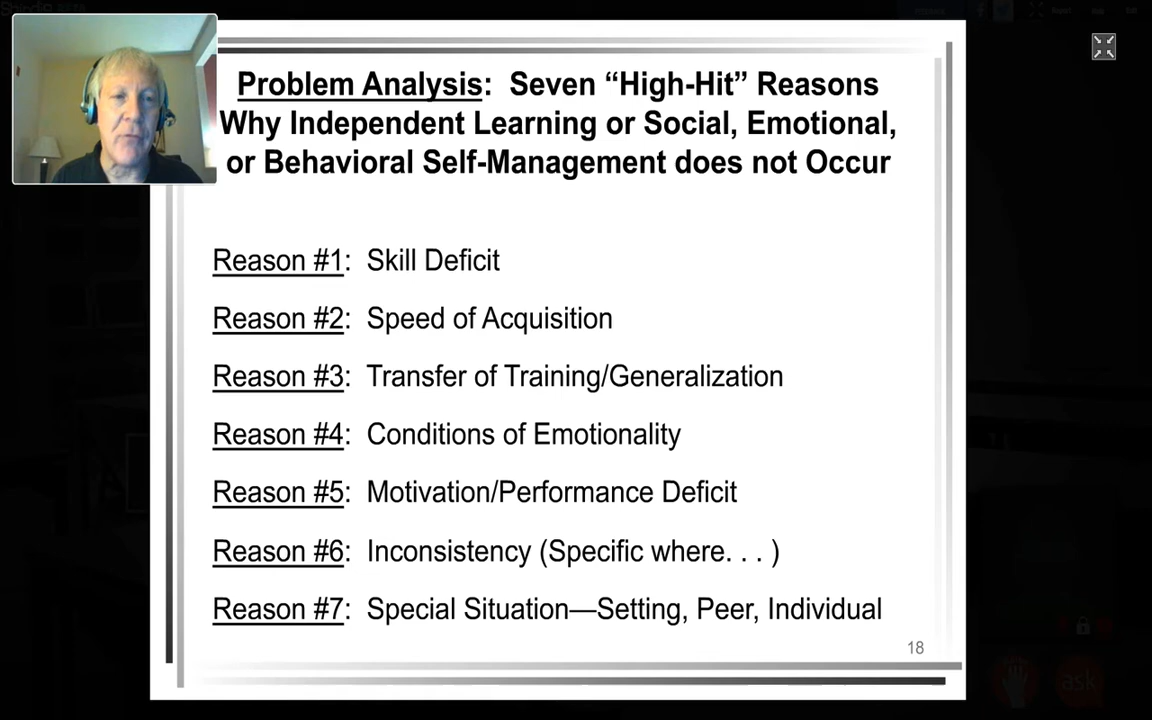 Problem Analysis:  Seven “High-Hit” Reasons
Why Independent Learning or Social, Emotional,
or Behavioral Self-Management does not Occur
Reason #1:  Skill Deficit
Reason #2:  Speed of Acquisition
Reason #3:  Transfer of Training/Generalization
Reason #4:  Conditions of Emotionality
Reason #5:  Motivation/Performance Deficit
Reason #6:  Inconsistency (Specific where. . . )
Reason #7:  Special Situation—Setting, Peer, Individual
18
ask